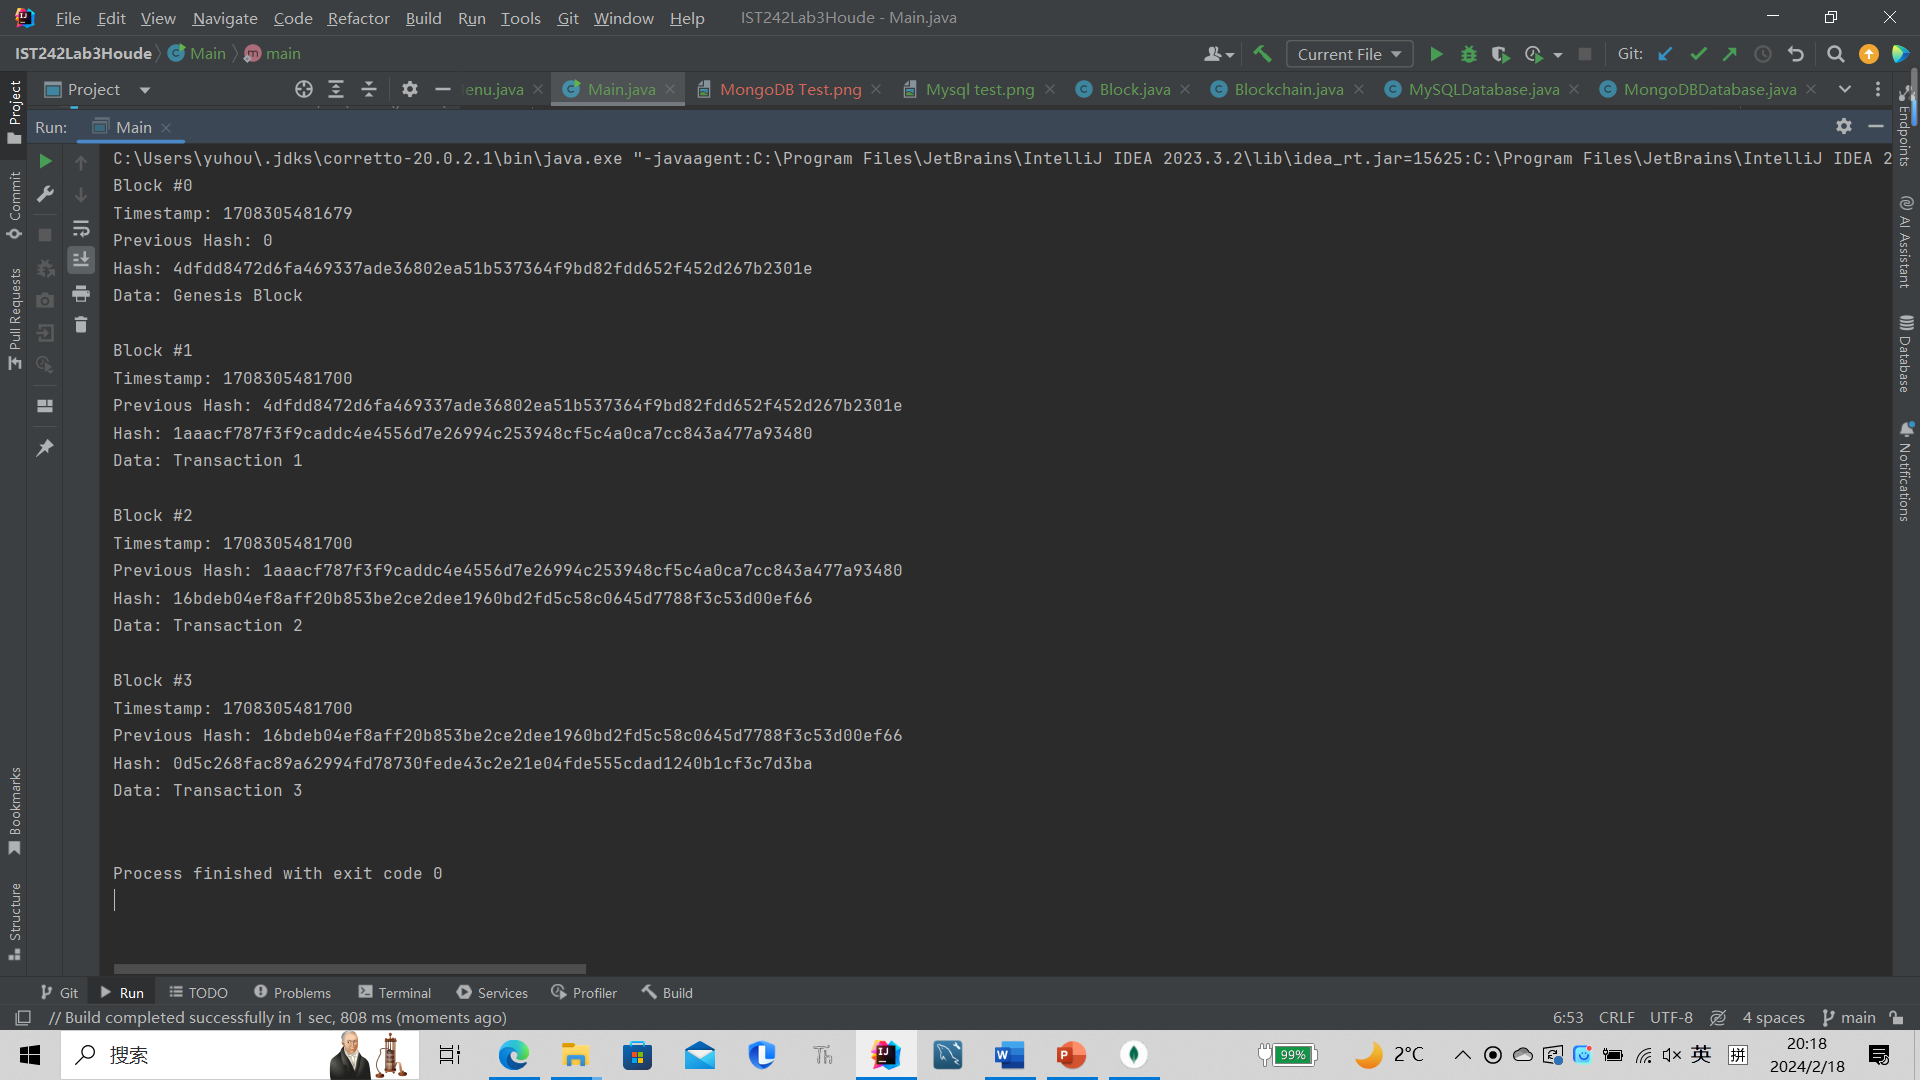 File Edit View Navigate Code Refactor Build Run Tools Git Window Help IST242Lab3Houde - Main.java
IST242Lab3Houde Main main Current File Git:
Project enu.java Main.java MongoDB Test.png Mysql test.png Block.java Blockchain.java MySQLDatabase.java MongoDBDatabase.java
Run: Main
C:\Users\yuhou\.jdks\corretto-20.0.2.1\bin\java.exe "-javaagent:C:\Program Files\JetBrains\IntelliJ IDEA 2023.3.2\lib\idea_rt.jar=15625:C:\Program Files\JetBrains\IntelliJ IDEA 2
Block #0
Timestamp: 1708305481679
Previous Hash: 0
Hash: 4dfdd8472d6fa469337ade36802ea51b537364f9bd82fdd652f452d267b2301e
Data: Genesis Block
Block #1
Timestamp: 1708305481700
Previous Hash: 4dfdd8472d6fa469337ade36802ea51b537364f9bd82fdd652f452d267b2301e
Hash: 1aaacf787f3f9caddc4e4556d7e26994c253948cf5c4a0ca7cc843a477a93480
Data: Transaction 1
Block #2
Timestamp: 1708305481700
Previous Hash: 1aaacf787f3f9caddc4e4556d7e26994c253948cf5c4a0ca7cc843a477a93480
Hash: 16bdeb04ef8aff20b853be2ce2dee1960bd2fd5c58c0645d7788f3c53d00ef66
Data: Transaction 2
Block #3
Timestamp: 1708305481700
Previous Hash: 16bdeb04ef8aff20b853be2ce2dee1960bd2fd5c58c0645d7788f3c53d00ef66
Hash: 0d5c268fac89a62994fd78730fede43c2e21e04fde555cdad1240b1cf3c7d3ba
Data: Transaction 3
Process finished with exit code 0
Project
Commit
Pull Requests
Bookmarks
Structure
Endpoints
AI Assistant
Database
Notifications
Git Run TODO Problems Terminal Services Profiler Build
// Build completed successfully in 1 sec, 808 ms (moments ago) 6:53 CRLF UTF-8 4 spaces main
搜索 99% 2°C 英 拼 20:18
2024/2/18